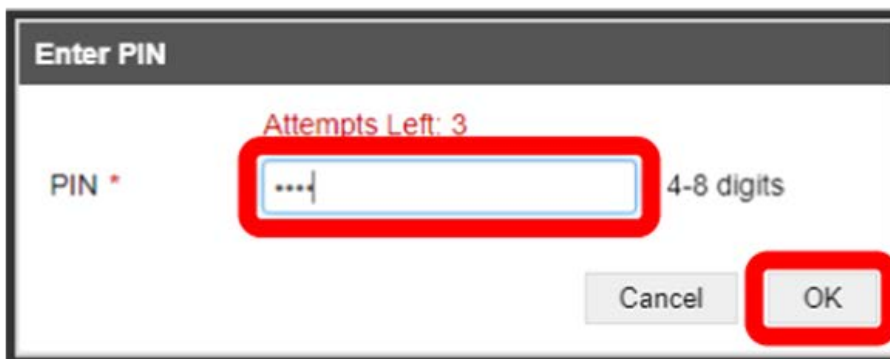 Enter PIN
Attempts Left: 3
PIN * •••• 4-8 digits
Cancel OK